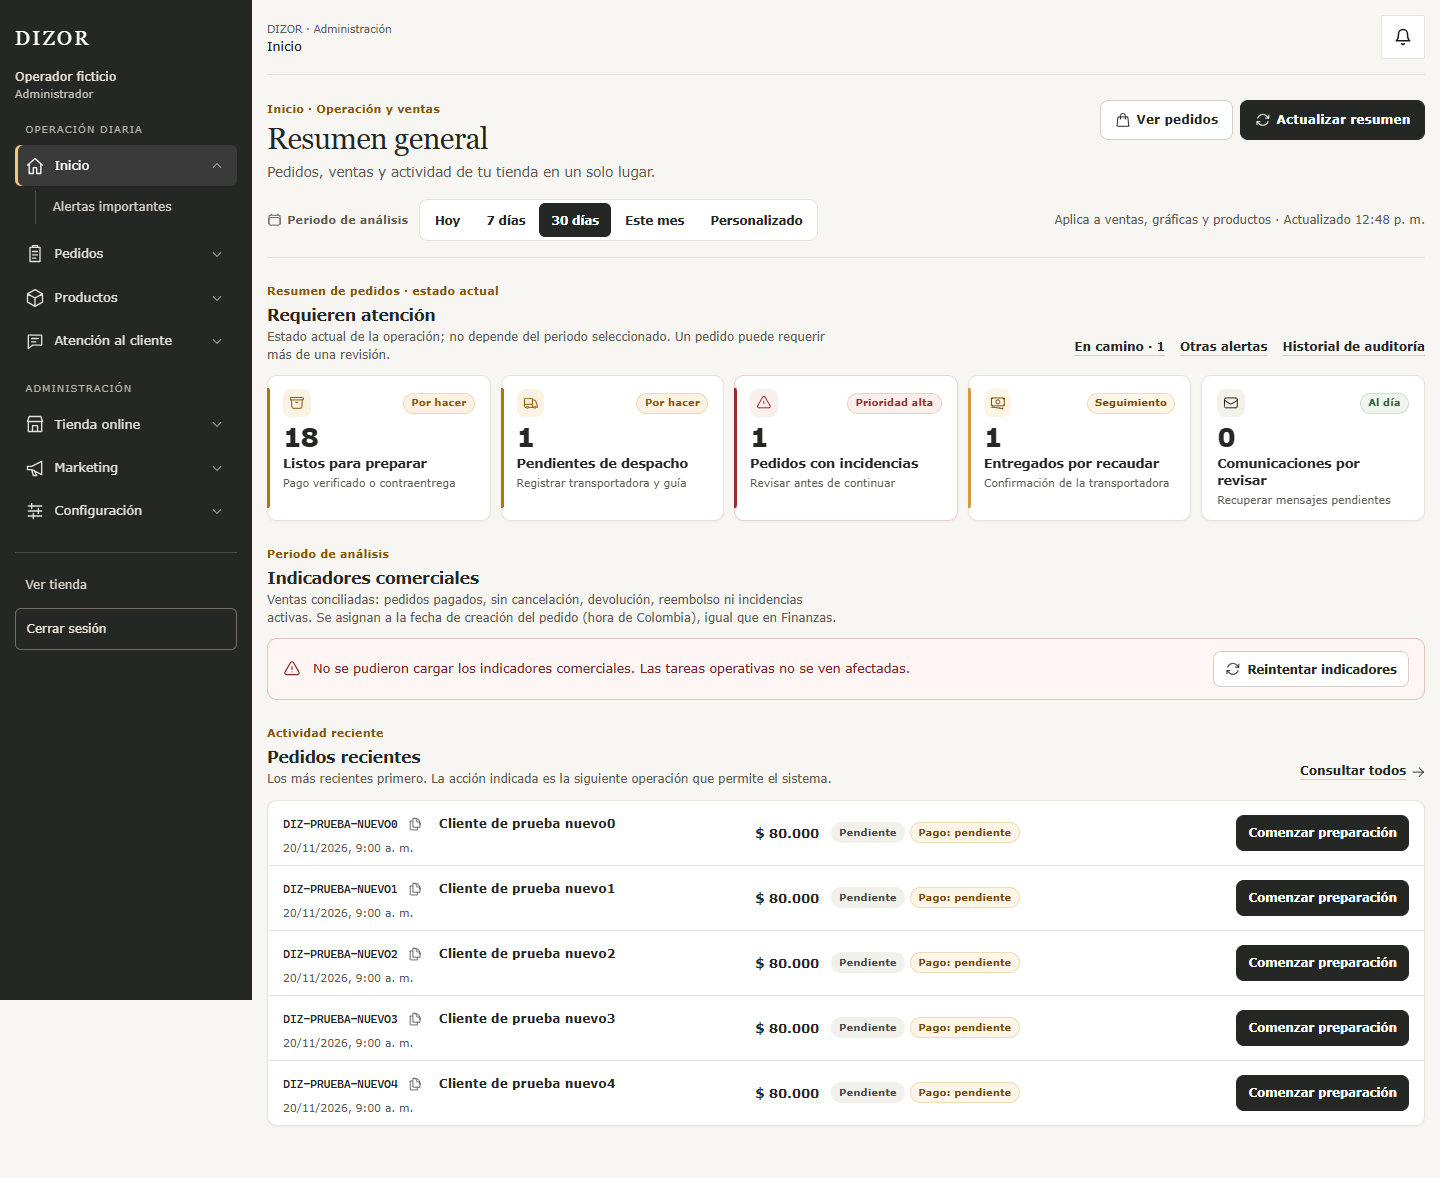 DIZOR
Operador ficticio
Administrador
OPERACIÓN DIARIA
Inicio
Alertas importantes
Pedidos
Productos
Atención al cliente
ADMINISTRACIÓN
Tienda online
Marketing
Configuración
Ver tienda
Cerrar sesión
DIZOR · Administración
Inicio
Inicio · Operación y ventas
Resumen general
Pedidos, ventas y actividad de tu tienda en un solo lugar.
Ver pedidos
Actualizar resumen
Periodo de análisis
Hoy
7 días
30 días
Este mes
Personalizado
Aplica a ventas, gráficas y productos · Actualizado 12:48 p. m.
Resumen de pedidos · estado actual
Requieren atención
Estado actual de la operación; no depende del periodo seleccionado. Un pedido puede requerir
más de una revisión.
En camino · 1
Otras alertas
Historial de auditoría
Por hacer
18
Listos para preparar
Pago verificado o contraentrega
Por hacer
1
Pendientes de despacho
Registrar transportadora y guía
Prioridad alta
1
Pedidos con incidencias
Revisar antes de continuar
Seguimiento
1
Entregados por recaudar
Confirmación de la transportadora
Al día
0
Comunicaciones por
revisar
Recuperar mensajes pendientes
Periodo de análisis
Indicadores comerciales
Ventas conciliadas: pedidos pagados, sin cancelación, devolución, reembolso ni incidencias
activas. Se asignan a la fecha de creación del pedido (hora de Colombia), igual que en Finanzas.
No se pudieron cargar los indicadores comerciales. Las tareas operativas no se ven afectadas.
Reintentar indicadores
Actividad reciente
Pedidos recientes
Los más recientes primero. La acción indicada es la siguiente operación que permite el sistema.
Consultar todos
DIZ-PRUEBA-NUEVO0
Cliente de prueba nuevo0
20/11/2026, 9:00 a. m.
$ 80.000
Pendiente
Pago: pendiente
Comenzar preparación
DIZ-PRUEBA-NUEVO1
Cliente de prueba nuevo1
20/11/2026, 9:00 a. m.
$ 80.000
Pendiente
Pago: pendiente
Comenzar preparación
DIZ-PRUEBA-NUEVO2
Cliente de prueba nuevo2
20/11/2026, 9:00 a. m.
$ 80.000
Pendiente
Pago: pendiente
Comenzar preparación
DIZ-PRUEBA-NUEVO3
Cliente de prueba nuevo3
20/11/2026, 9:00 a. m.
$ 80.000
Pendiente
Pago: pendiente
Comenzar preparación
DIZ-PRUEBA-NUEVO4
Cliente de prueba nuevo4
20/11/2026, 9:00 a. m.
$ 80.000
Pendiente
Pago: pendiente
Comenzar preparación